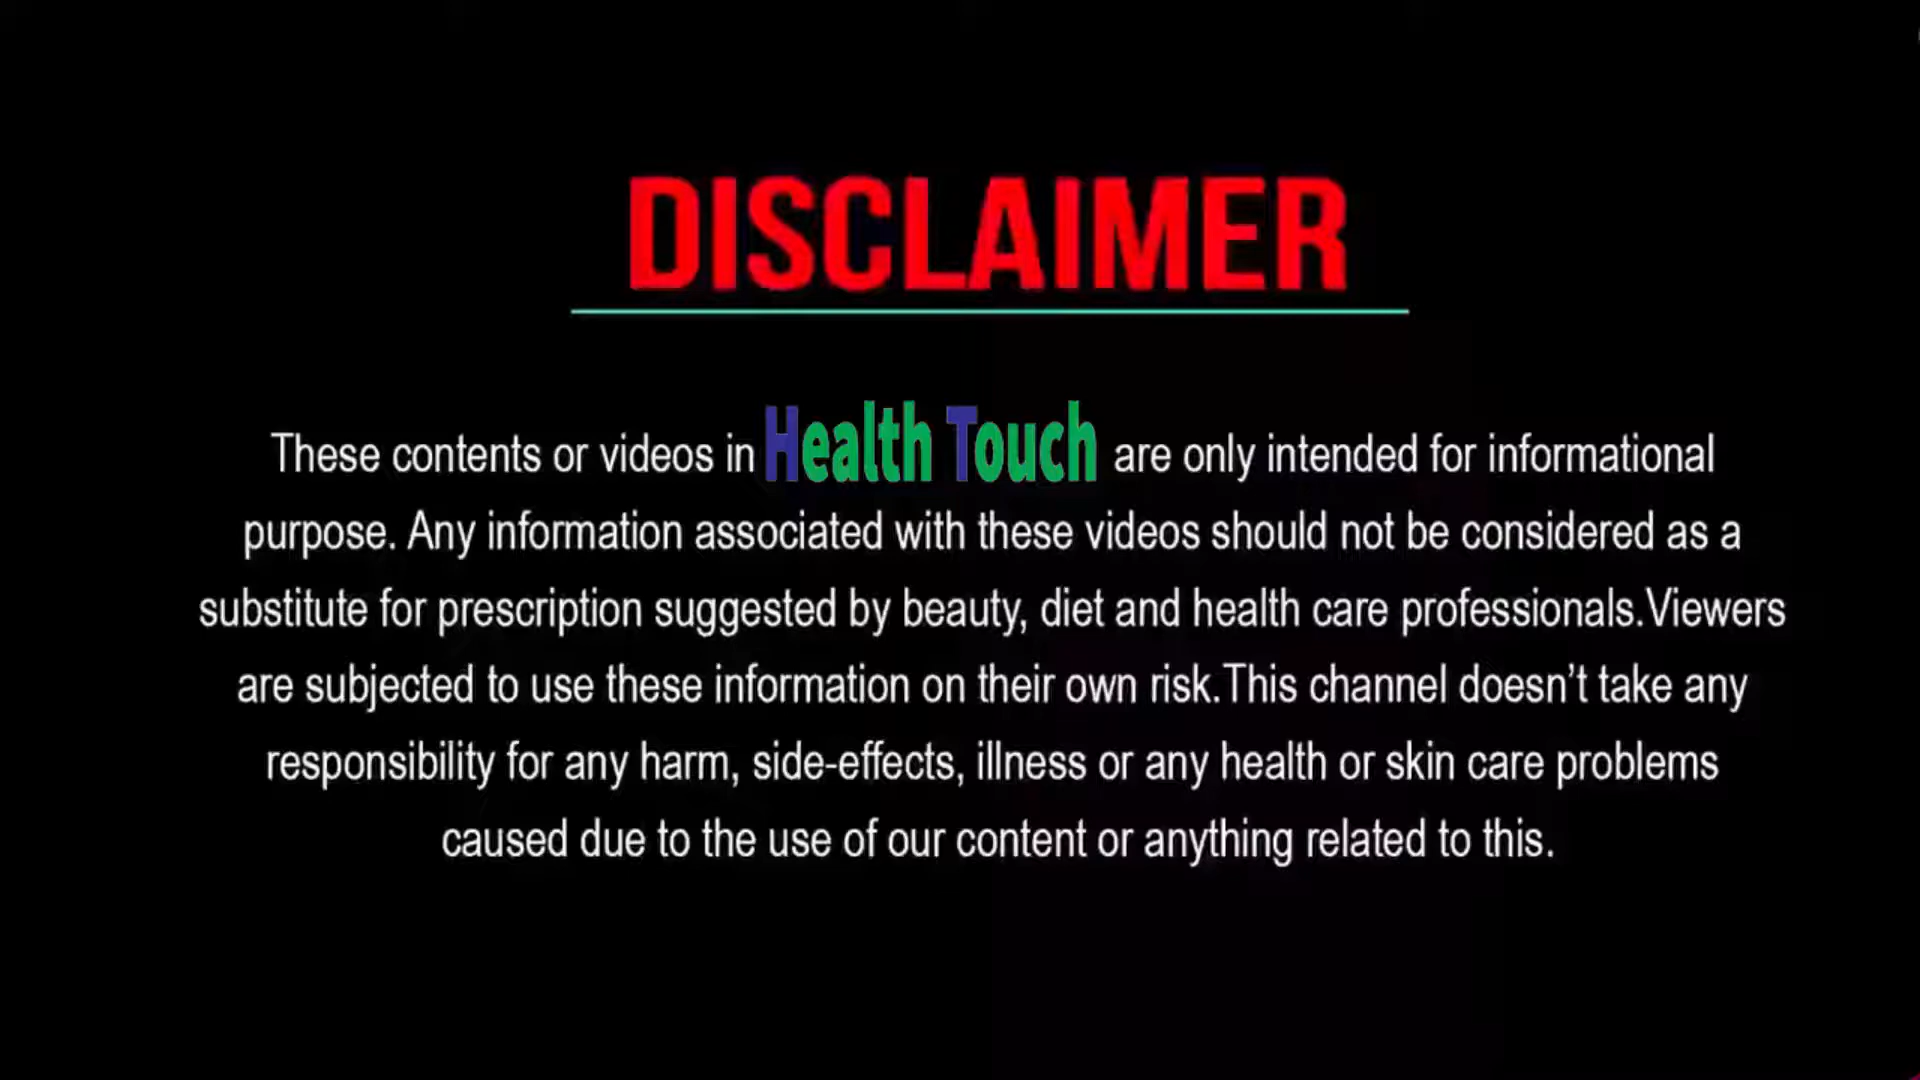 DISCLAIMER
These contents or videos in Health Touch are only intended for informational
purpose. Any information associated with these videos should not be considered as a
substitute for prescription suggested by beauty, diet and health care professionals.Viewers
are subjected to use these information on their own risk.This channel doesn’t take any
responsibility for any harm, side-effects, illness or any health or skin care problems
caused due to the use of our content or anything related to this.